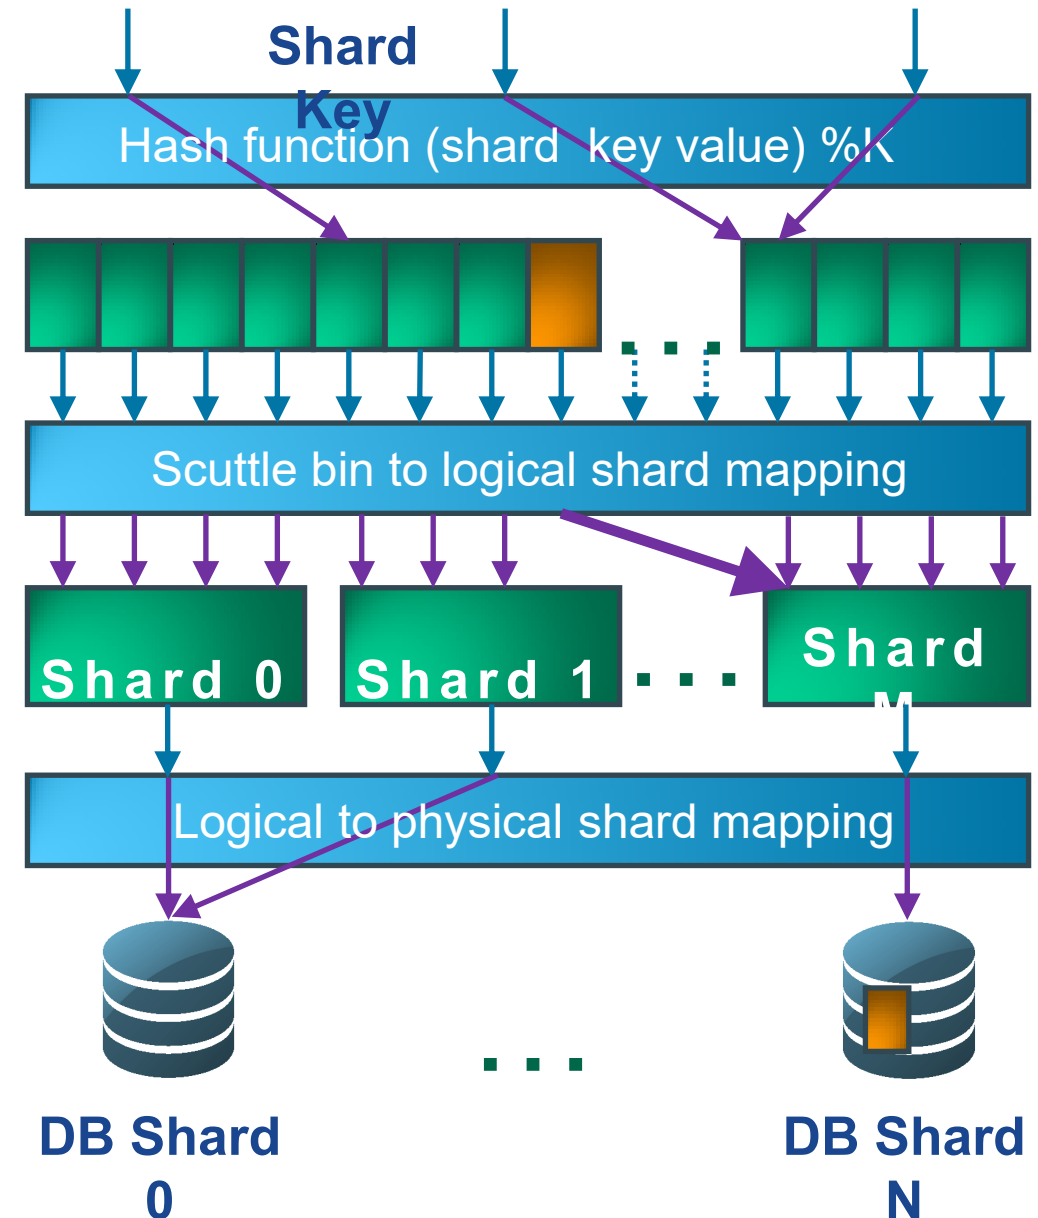 Shard
Key
Hash function (shard key value) %K
Scuttle bin to logical shard mapping
Shard 0
Shard 1
Shard
M
Logical to physical shard mapping
DB Shard
0
DB Shard
N